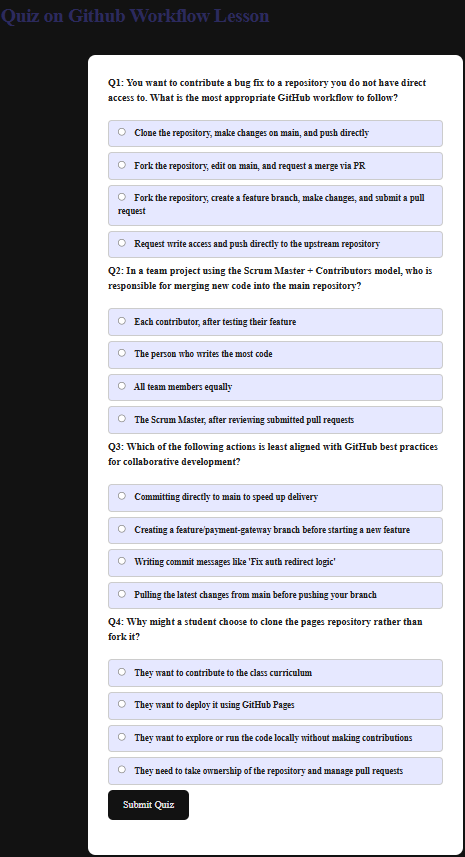 Quiz on Github Workflow Lesson
Q1: You want to contribute a bug fix to a repository you do not have direct
access to. What is the most appropriate GitHub workflow to follow?
Clone the repository, make changes on main, and push directly
Fork the repository, edit on main, and request a merge via PR
Fork the repository, create a feature branch, make changes, and submit a pull
request
Request write access and push directly to the upstream repository
Q2: In a team project using the Scrum Master + Contributors model, who is
responsible for merging new code into the main repository?
Each contributor, after testing their feature
The person who writes the most code
All team members equally
The Scrum Master, after reviewing submitted pull requests
Q3: Which of the following actions is least aligned with GitHub best practices
for collaborative development?
Committing directly to main to speed up delivery
Creating a feature/payment-gateway branch before starting a new feature
Writing commit messages like 'Fix auth redirect logic'
Pulling the latest changes from main before pushing your branch
Q4: Why might a student choose to clone the pages repository rather than
fork it?
They want to contribute to the class curriculum
They want to deploy it using GitHub Pages
They want to explore or run the code locally without making contributions
They need to take ownership of the repository and manage pull requests
Submit Quiz